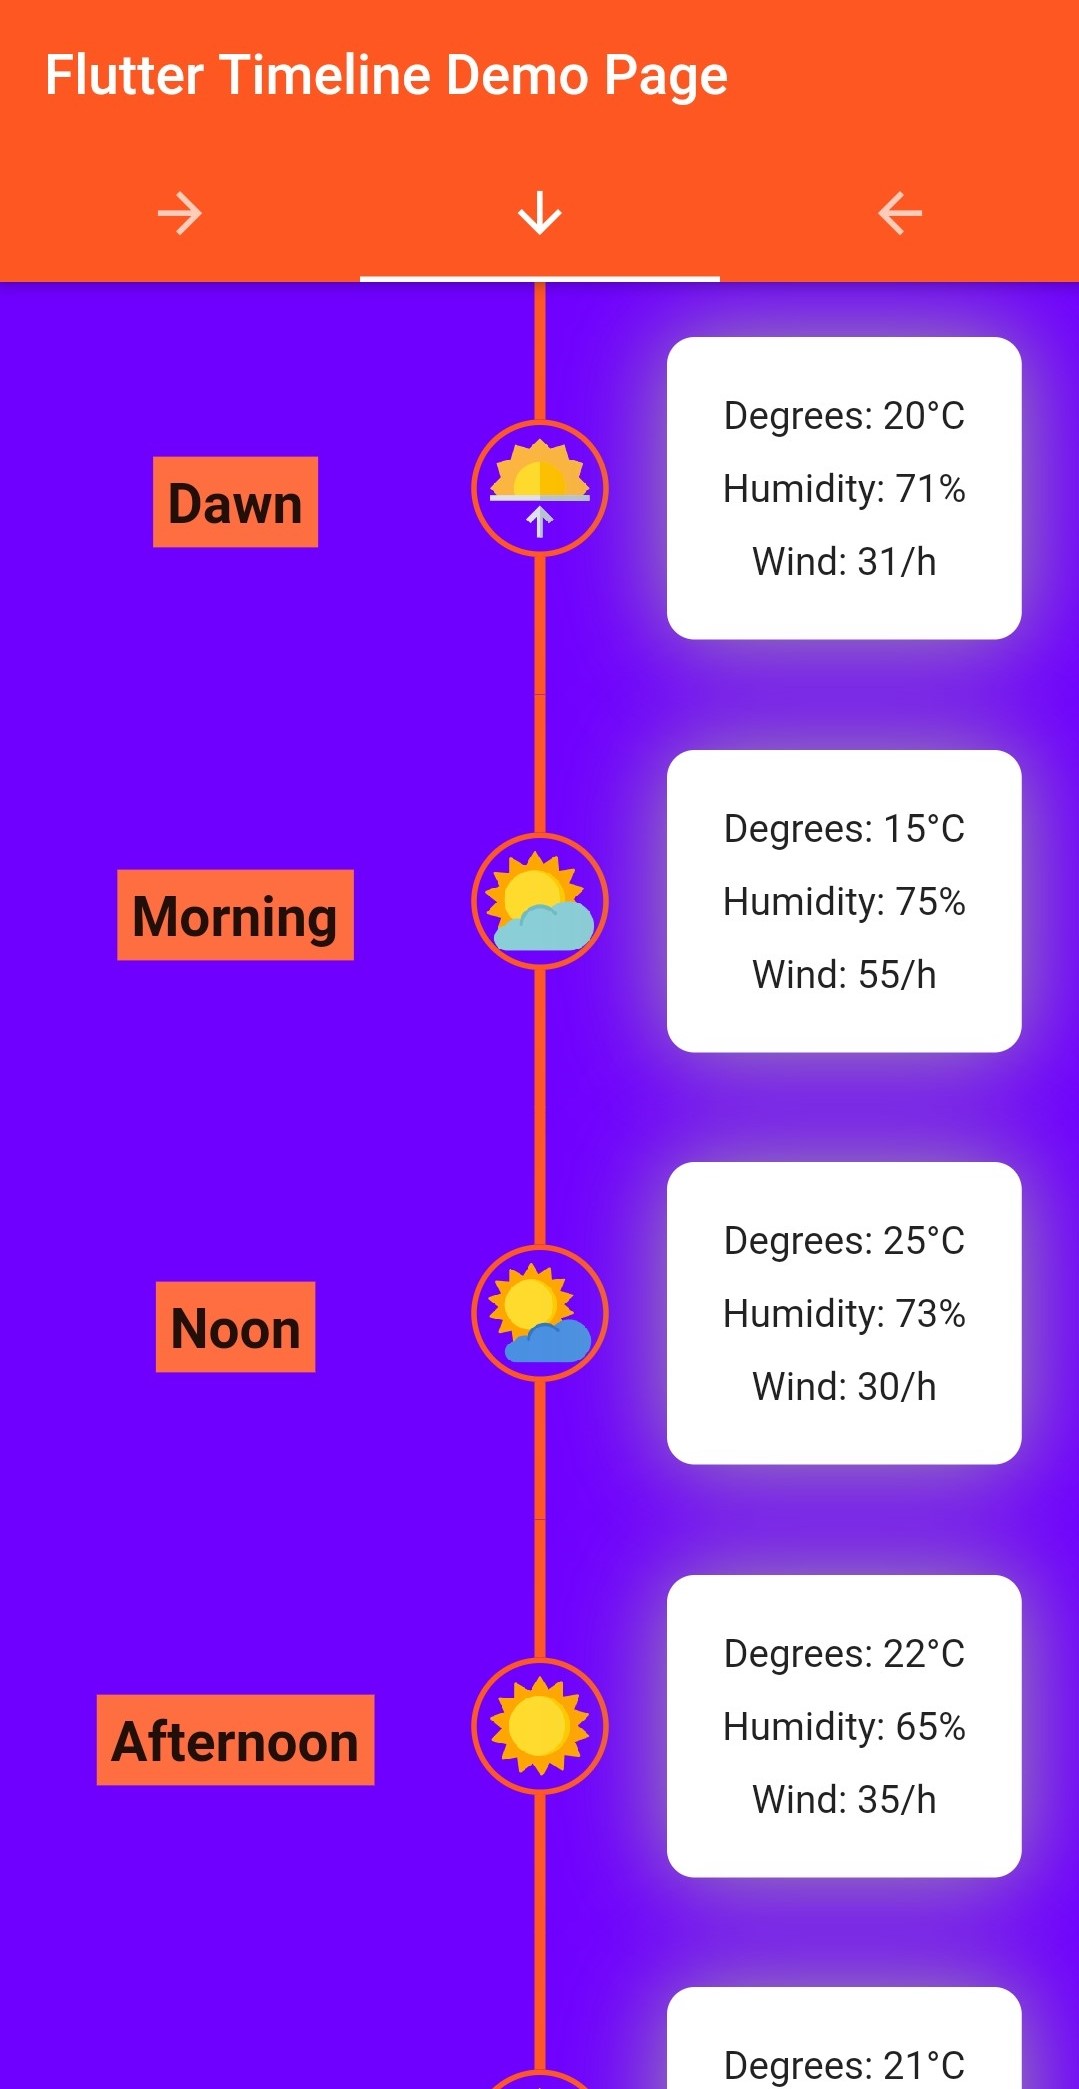 Flutter Timeline Demo Page
Dawn
Degrees: 20°C
Humidity: 71%
Wind: 31/h
Morning
Degrees: 15°C
Humidity: 75%
Wind: 55/h
Noon
Degrees: 25°C
Humidity: 73%
Wind: 30/h
Afternoon
Degrees: 22°C
Humidity: 65%
Wind: 35/h
Degrees: 21°C